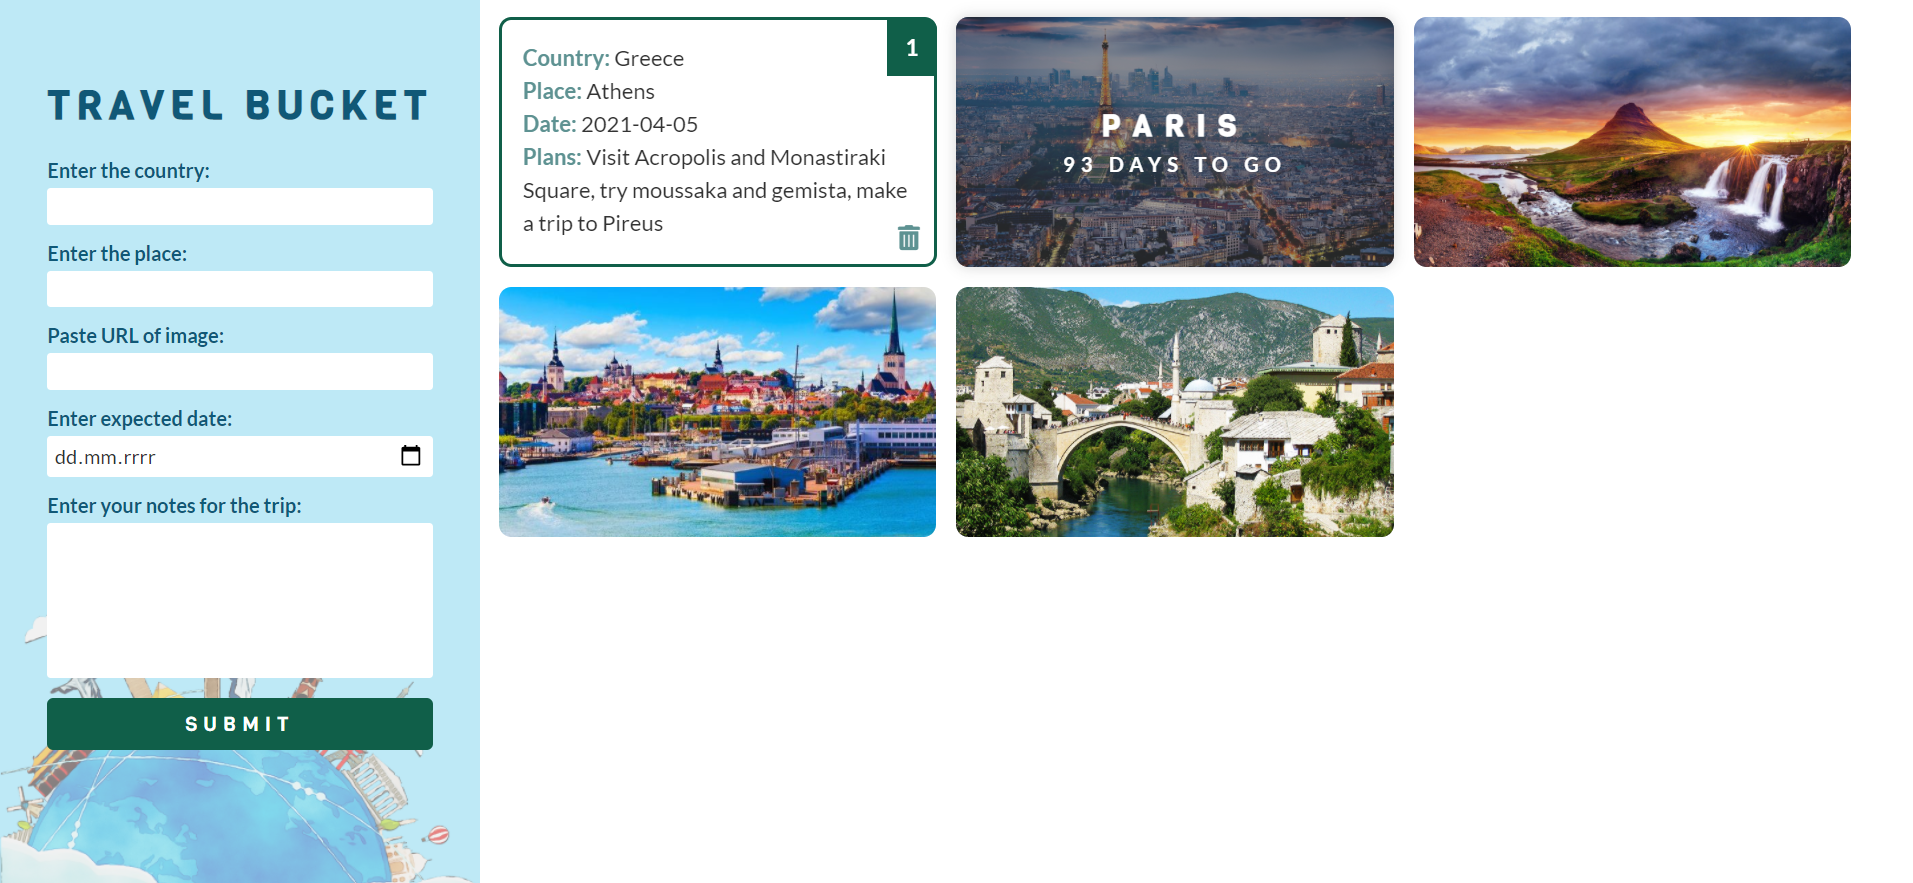 TRAVEL BUCKET
Enter the country:
Enter the place:
Paste URL of image:
Enter expected date:
dd.mm.rrrr
Enter your notes for the trip:
SUBMIT
1
Country: Greece
Place: Athens
Date: 2021-04-05
Plans: Visit Acropolis and Monastiraki
Square, try moussaka and gemista, make
a trip to Pireus
PARIS
93 DAYS TO GO